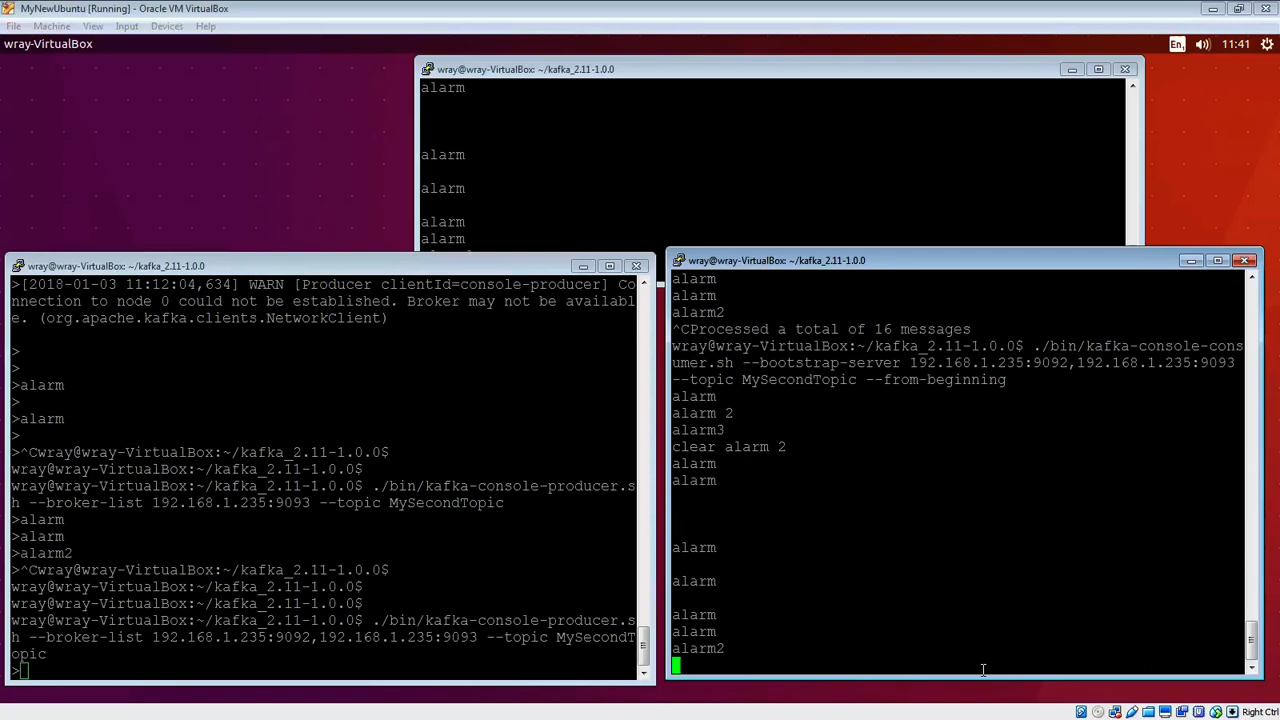 MyNewUbuntu [Running] - Oracle VM VirtualBox
File Machine View Input Devices Help
wray-VirtualBox
En1 11:41
wray@wray-VirtualBox: ~/kafka_2.11-1.0.0
alarm
alarm
alarm
alarm
alarm
wray@wray-VirtualBox: ~/kafka_2.11-1.0.0
>[2018-01-03 11:12:04,634] WARN [Producer clientId=console-producer] Co
nnection to node 0 could not be established. Broker may not be availabl
e. (org.apache.kafka.clients.NetworkClient)
>
>
>alarm
>
>alarm
>
>^Cwray@wray-VirtualBox:~/kafka_2.11-1.0.0$
wray@wray-VirtualBox:~/kafka_2.11-1.0.0$
wray@wray-VirtualBox:~/kafka_2.11-1.0.0$ ./bin/kafka-console-producer.s
h --broker-list 192.168.1.235:9093 --topic MySecondTopic
>alarm
>alarm
>alarm2
>^Cwray@wray-VirtualBox:~/kafka_2.11-1.0.0$
wray@wray-VirtualBox:~/kafka_2.11-1.0.0$
wray@wray-VirtualBox:~/kafka_2.11-1.0.0$
wray@wray-VirtualBox:~/kafka_2.11-1.0.0$ ./bin/kafka-console-producer.s
h --broker-list 192.168.1.235:9092,192.168.1.235:9093 --topic MySecondT
opic
>
wray@wray-VirtualBox: ~/kafka_2.11-1.0.0
alarm
alarm
alarm2
^CProcessed a total of 16 messages
wray@wray-VirtualBox:~/kafka_2.11-1.0.0$ ./bin/kafka-console-cons
umer.sh --bootstrap-server 192.168.1.235:9092,192.168.1.235:9093
--topic MySecondTopic --from-beginning
alarm
alarm 2
alarm3
clear alarm 2
alarm
alarm
alarm
alarm
alarm
alarm
alarm2
Right Ctrl